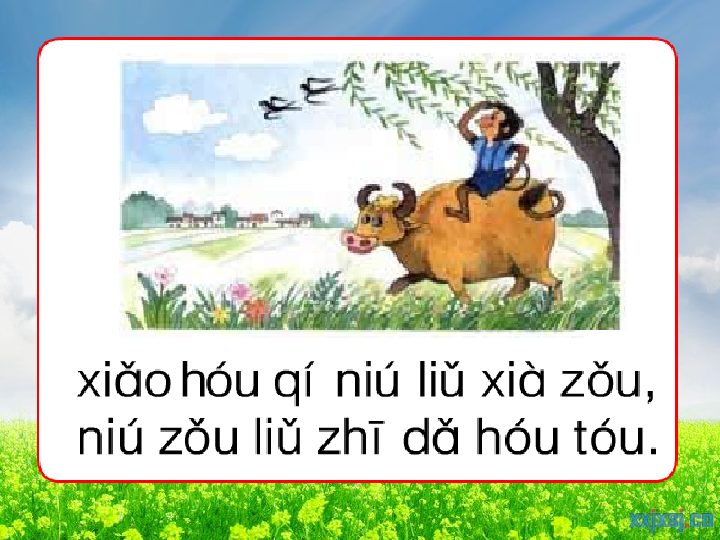 xiǎo hóu qí niú liǔ xià zǒu,
niú zǒu liǔ zhī dǎ hóu tóu.
xxjxsj.cn